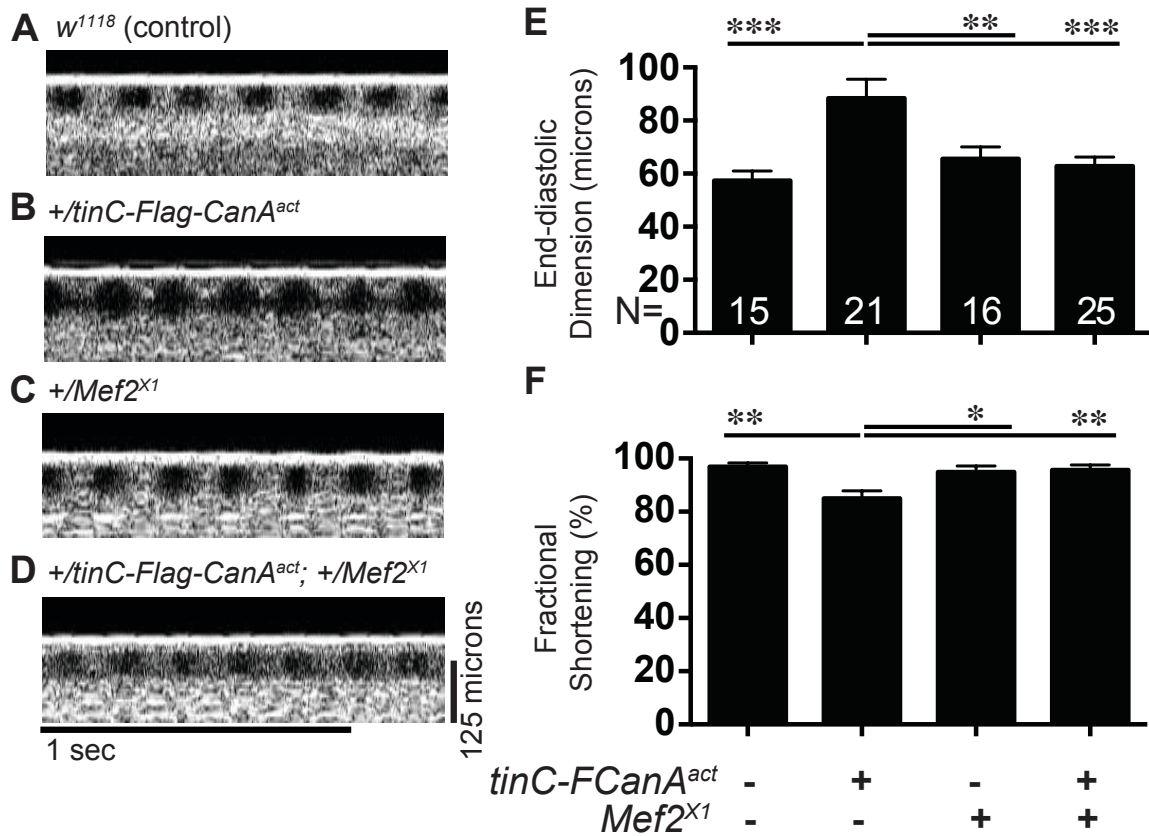 A w¹¹¹⁸ (control)
B +/tinC-Flag-CanAᵃᶜᵗ
C +/Mef2ˣ¹
D +/tinC-Flag-CanAᵃᶜᵗ; +/Mef2ˣ¹
125 microns
1 sec
E
*** ** ***
End-diastolic
Dimension (microns)
100
80
60
40
20
0
N= 15 21 16 25
F
** * **
Fractional
Shortening (%)
100
80
60
40
20
0
tinC-FCanAᵃᶜᵗ - + - +
Mef2ˣ¹ - - + +